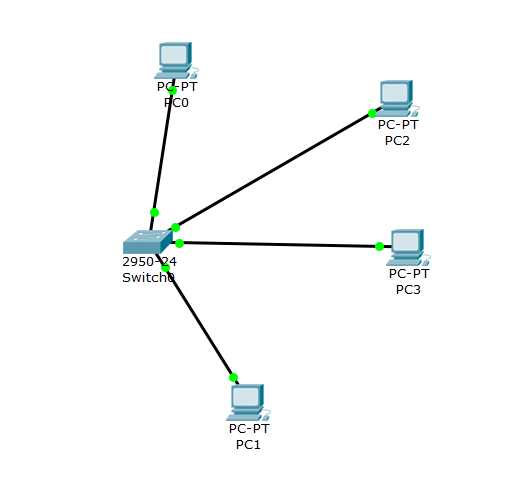 PC-PT
PC0
PC-PT
PC2
2950-24
Switch0
PC-PT
PC3
PC-PT
PC1